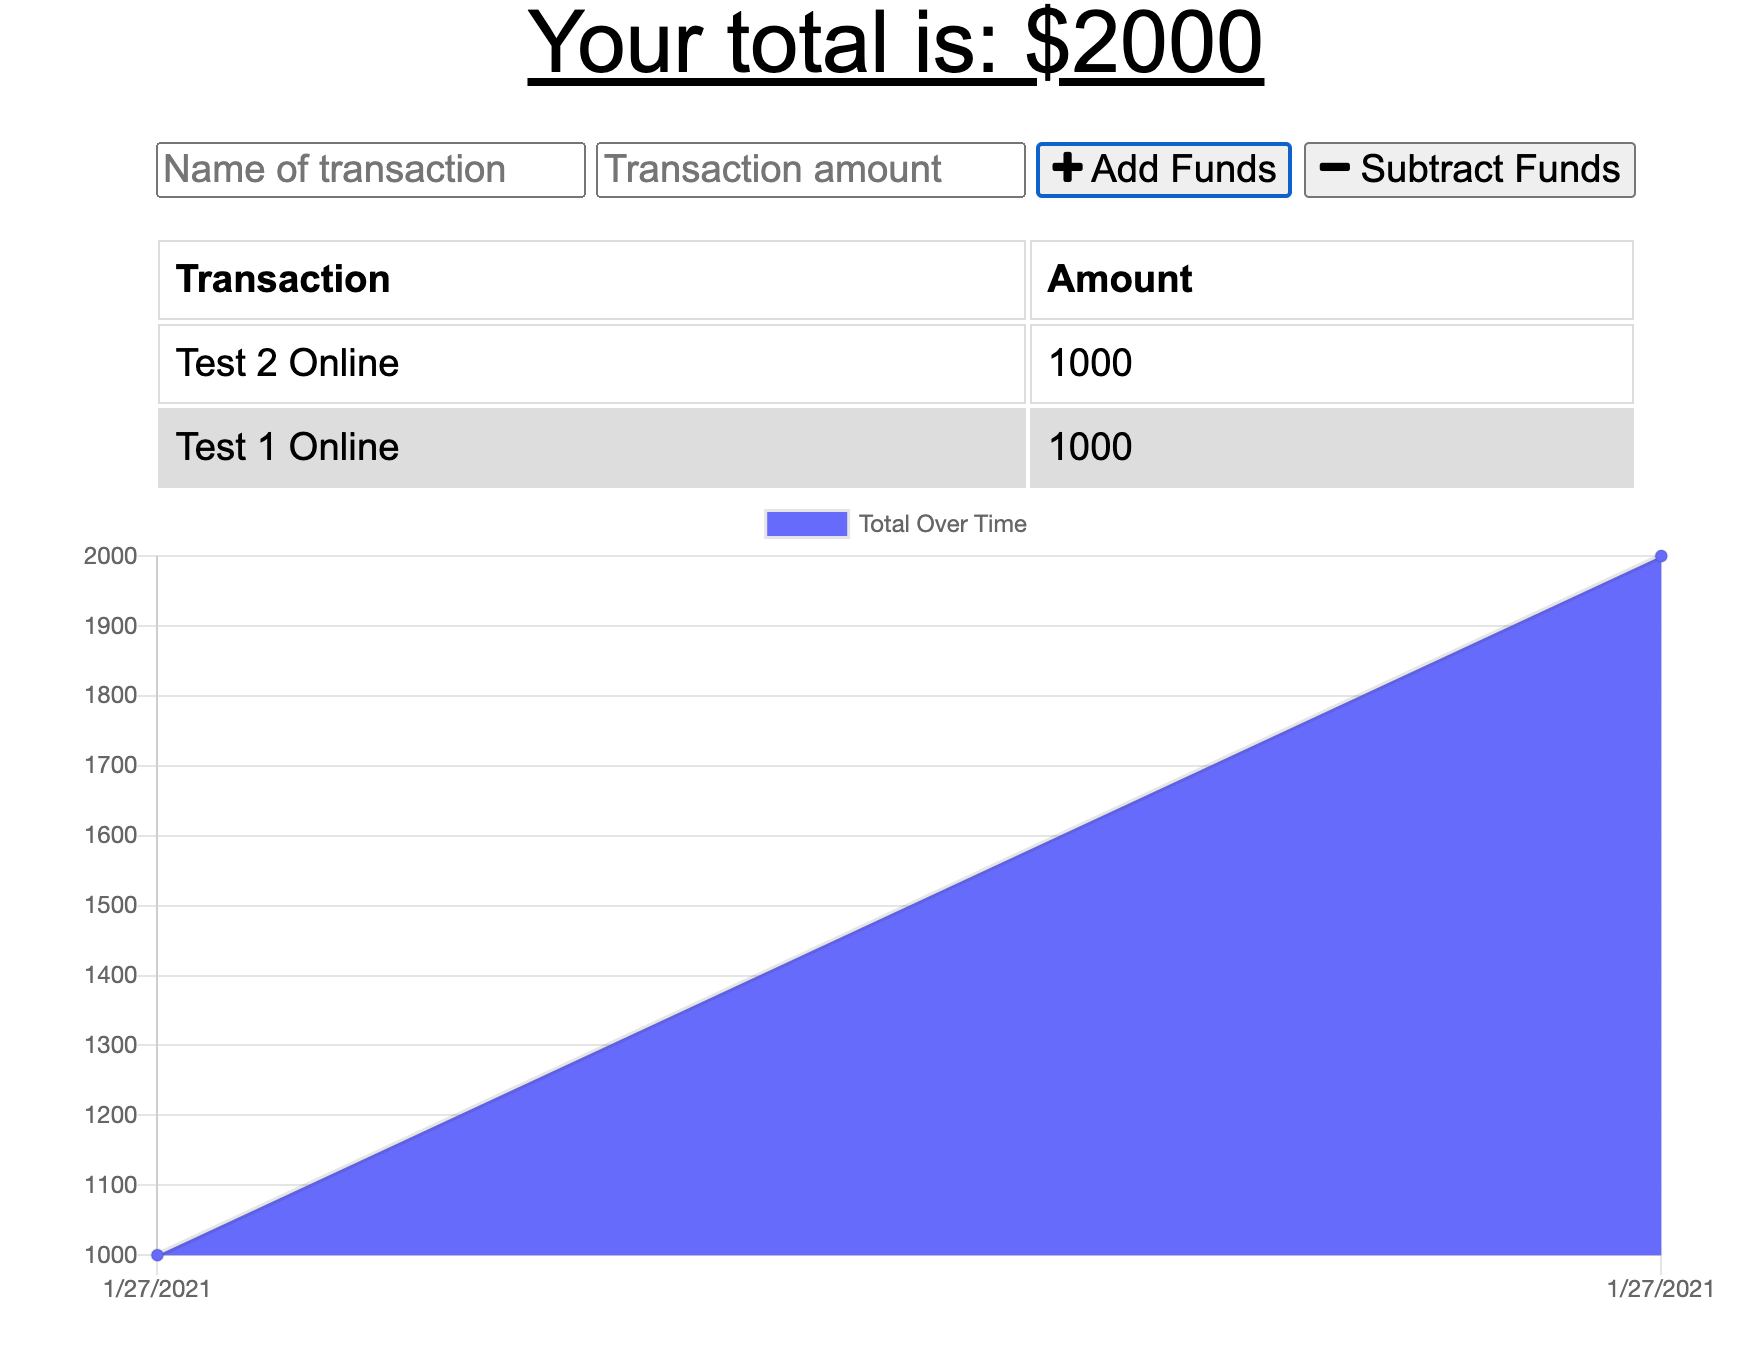 Your total is: $2000
Name of transaction Transaction amount Add Funds Subtract Funds
Transaction Amount
Test 2 Online 1000
Test 1 Online 1000
Total Over Time
2000
1900
1800
1700
1600
1500
1400
1300
1200
1100
1000
1/27/2021 1/27/2021